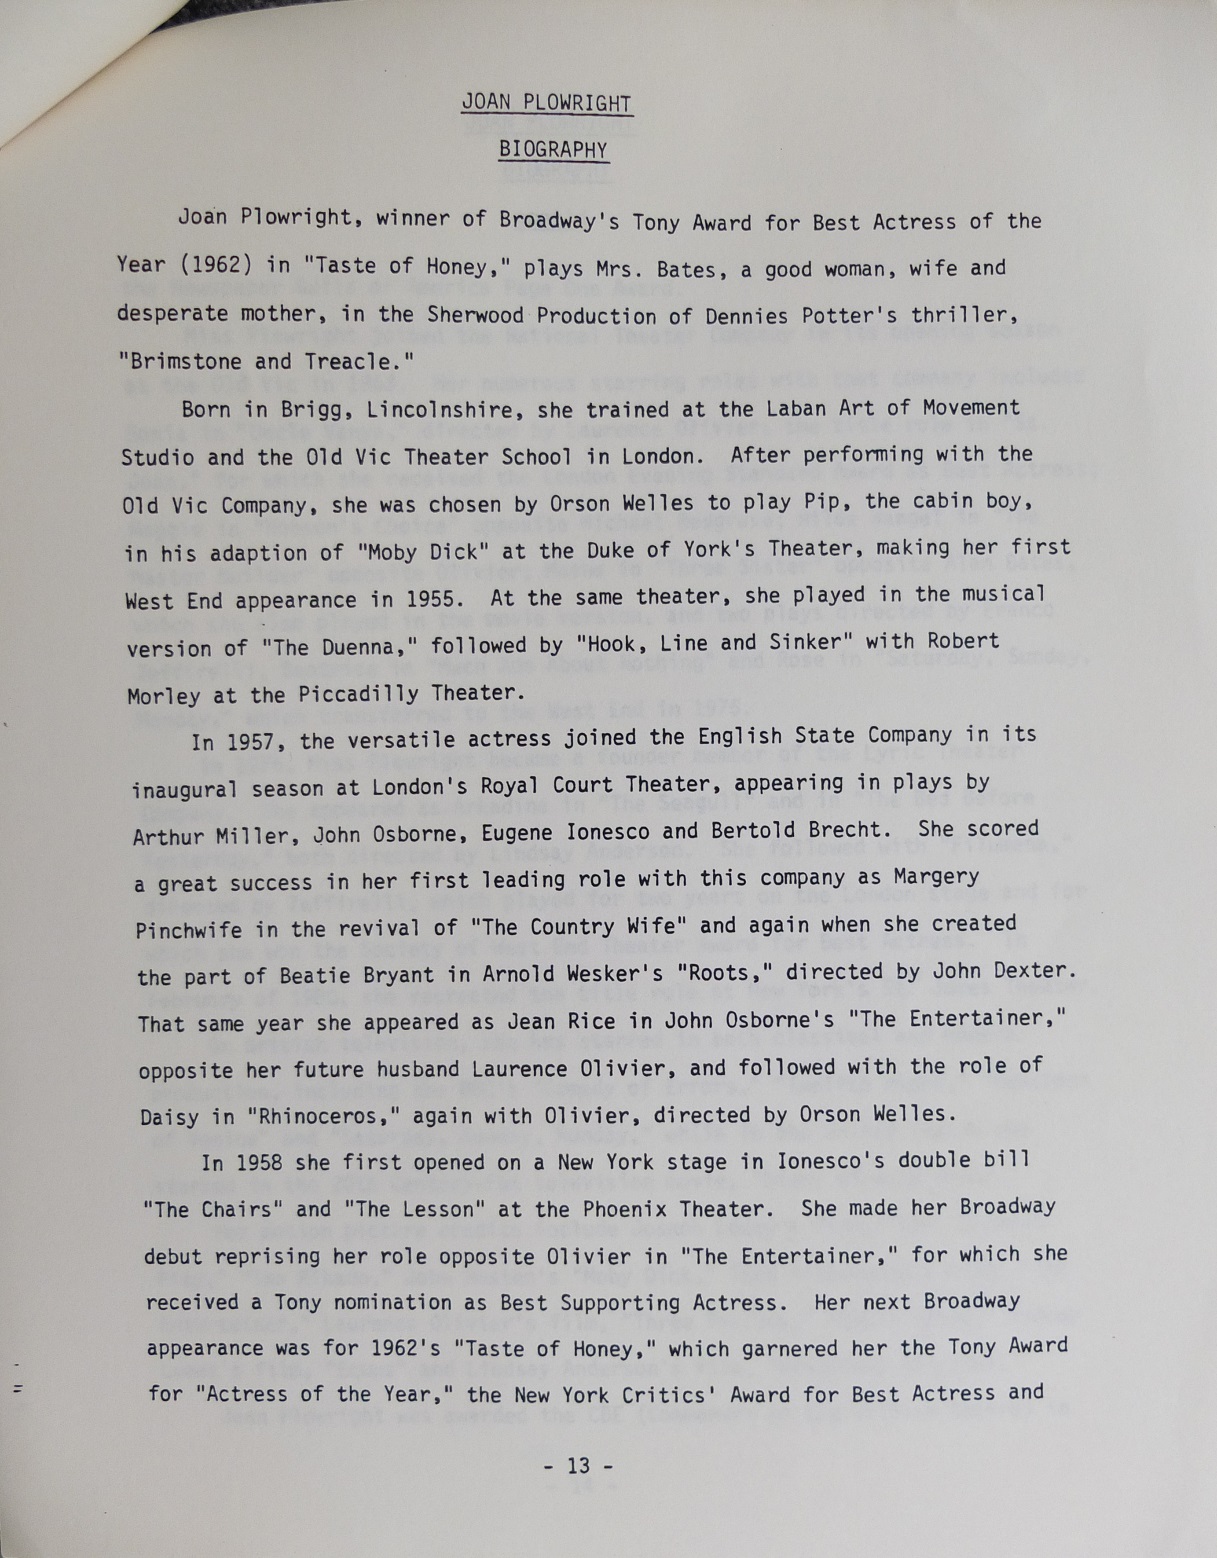 JOAN PLOWRIGHT
BIOGRAPHY
Joan Plowright, winner of Broadway's Tony Award for Best Actress of the
Year (1962) in "Taste of Honey," plays Mrs. Bates, a good woman, wife and
desperate mother, in the Sherwood Production of Dennies Potter's thriller,
"Brimstone and Treacle."
Born in Brigg, Lincolnshire, she trained at the Laban Art of Movement
Studio and the Old Vic Theater School in London. After performing with the
Old Vic Company, she was chosen by Orson Welles to play Pip, the cabin boy,
in his adaption of "Moby Dick" at the Duke of York's Theater, making her first
West End appearance in 1955. At the same theater, she played in the musical
version of "The Duenna," followed by "Hook, Line and Sinker" with Robert
Morley at the Piccadilly Theater.
In 1957, the versatile actress joined the English State Company in its
inaugural season at London's Royal Court Theater, appearing in plays by
Arthur Miller, John Osborne, Eugene Ionesco and Bertold Brecht. She scored
a great success in her first leading role with this company as Margery
Pinchwife in the revival of "The Country Wife" and again when she created
the part of Beatie Bryant in Arnold Wesker's "Roots," directed by John Dexter.
That same year she appeared as Jean Rice in John Osborne's "The Entertainer,"
opposite her future husband Laurence Olivier, and followed with the role of
Daisy in "Rhinoceros," again with Olivier, directed by Orson Welles.
In 1958 she first opened on a New York stage in Ionesco's double bill
"The Chairs" and "The Lesson" at the Phoenix Theater. She made her Broadway
debut reprising her role opposite Olivier in "The Entertainer," for which she
received a Tony nomination as Best Supporting Actress. Her next Broadway
appearance was for 1962's "Taste of Honey," which garnered her the Tony Award
for "Actress of the Year," the New York Critics' Award for Best Actress and
- 13 -